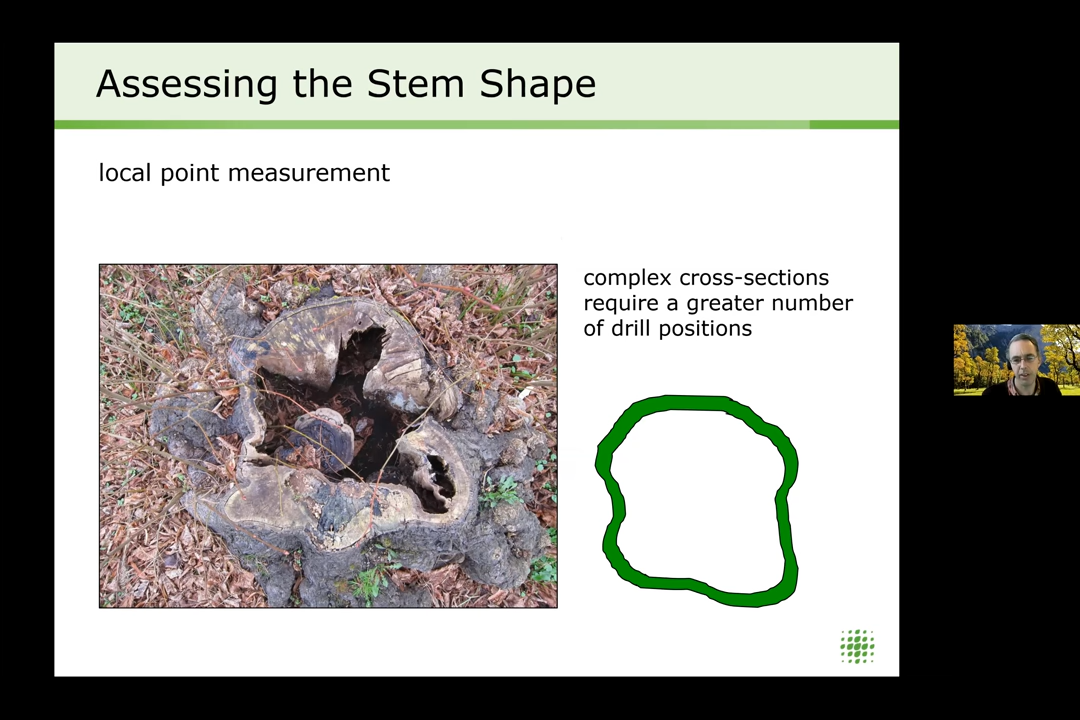 Assessing the Stem Shape
local point measurement
complex cross-sections
require a greater number
of drill positions